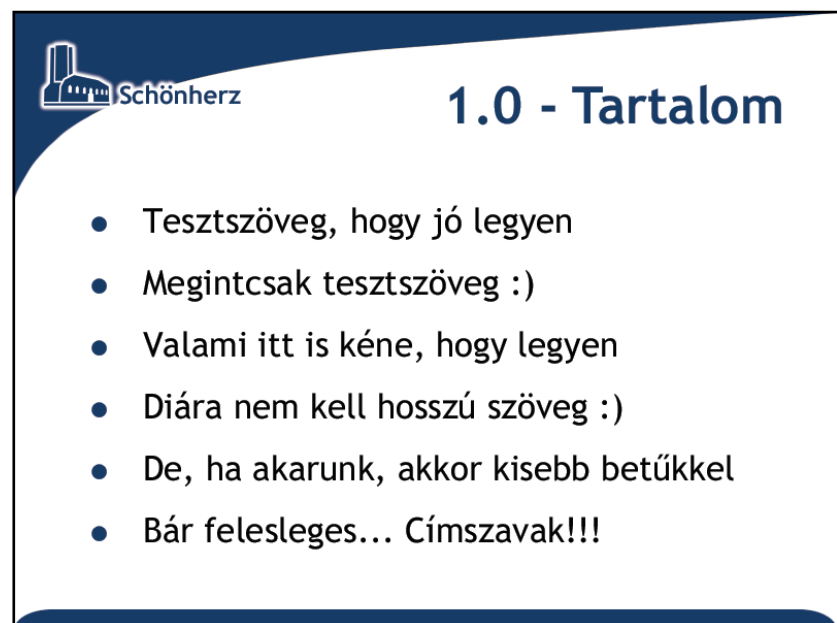 Schönherz
1.0 - Tartalom
Tesztszöveg, hogy jó legyen
Megintcsak tesztszöveg :)
Valami itt is kéne, hogy legyen
Diára nem kell hosszú szöveg :)
De, ha akarunk, akkor kisebb betűkkel
Bár felesleges... Címszavak!!!